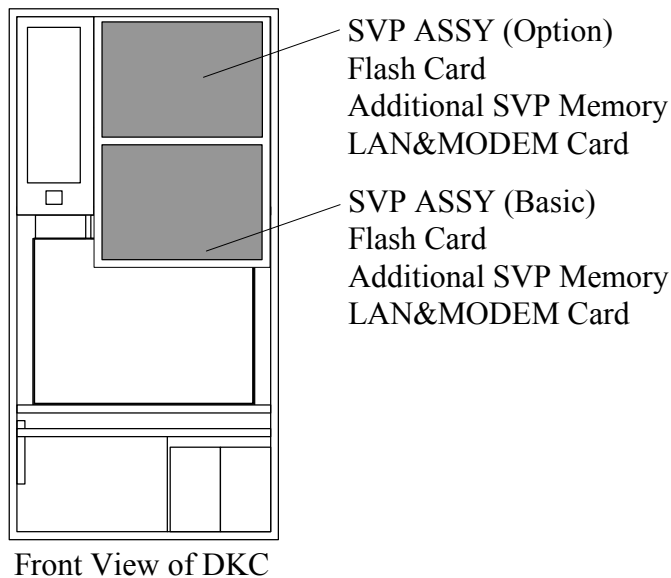 SVP ASSY (Option)
Flash Card
Additional SVP Memory
LAN&MODEM Card
SVP ASSY (Basic)
Flash Card
Additional SVP Memory
LAN&MODEM Card
Front View of DKC